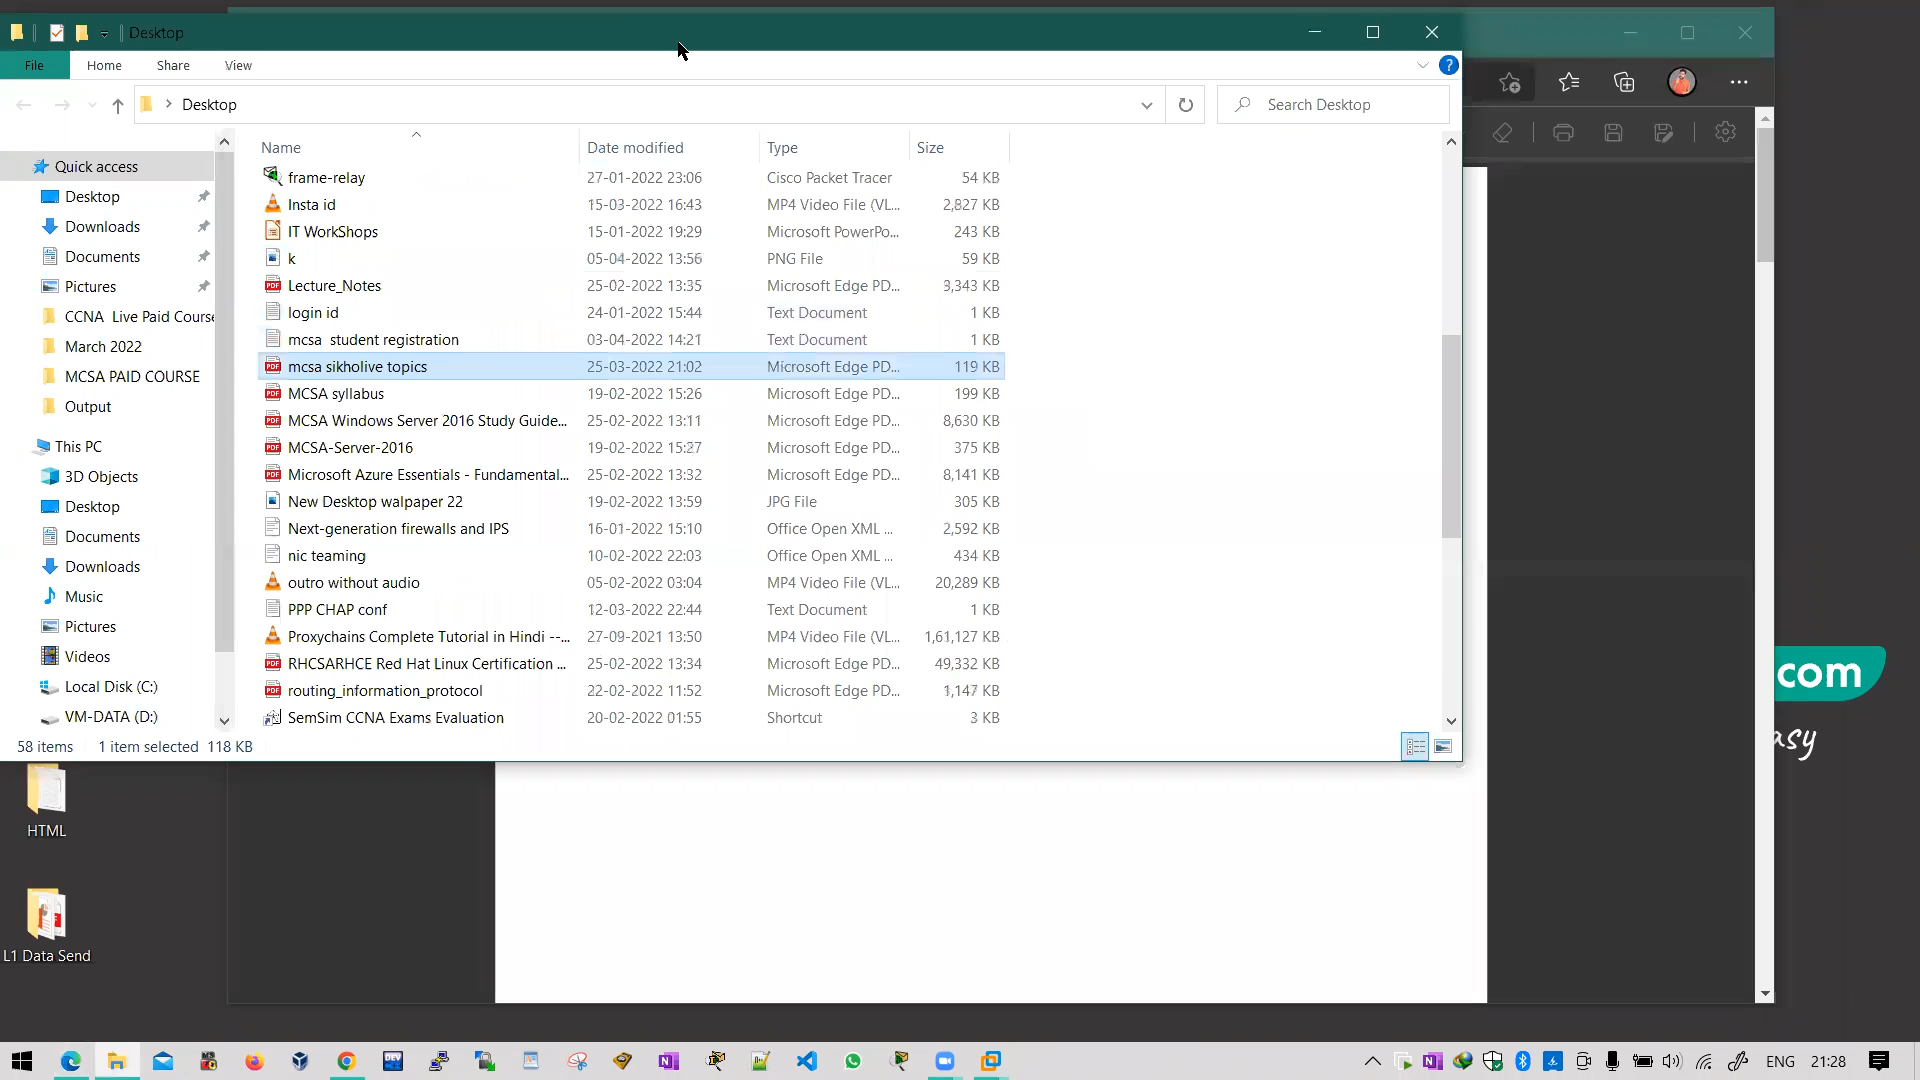 Desktop
File Home Share View
Desktop
Search Desktop
Name Date modified Type Size
Quick access
Desktop
Downloads
Documents
Pictures
CCNA Live Paid Course
March 2022
MCSA PAID COURSE
Output
This PC
3D Objects
Desktop
Documents
Downloads
Music
Pictures
Videos
Local Disk (C:)
VM-DATA (D:)
frame-relay 27-01-2022 23:06 Cisco Packet Tracer 54 KB
Insta id 15-03-2022 16:43 MP4 Video File (VL... 2,827 KB
IT WorkShops 15-01-2022 19:29 Microsoft PowerPo... 243 KB
k 05-04-2022 13:56 PNG File 59 KB
Lecture_Notes 25-02-2022 13:35 Microsoft Edge PD... 3,343 KB
login id 24-01-2022 15:44 Text Document 1 KB
mcsa student registration 03-04-2022 14:21 Text Document 1 KB
mcsa sikholive topics 25-03-2022 21:02 Microsoft Edge PD... 119 KB
MCSA syllabus 19-02-2022 15:26 Microsoft Edge PD... 199 KB
MCSA Windows Server 2016 Study Guide... 25-02-2022 13:11 Microsoft Edge PD... 8,630 KB
MCSA-Server-2016 19-02-2022 15:27 Microsoft Edge PD... 375 KB
Microsoft Azure Essentials - Fundamental... 25-02-2022 13:32 Microsoft Edge PD... 8,141 KB
New Desktop walpaper 22 19-02-2022 13:59 JPG File 305 KB
Next-generation firewalls and IPS 16-01-2022 15:10 Office Open XML ... 2,592 KB
nic teaming 10-02-2022 22:03 Office Open XML ... 434 KB
outro without audio 05-02-2022 03:04 MP4 Video File (VL... 20,289 KB
PPP CHAP conf 12-03-2022 22:44 Text Document 1 KB
Proxychains Complete Tutorial in Hindi --... 27-09-2021 13:50 MP4 Video File (VL... 1,61,127 KB
RHCSARHCE Red Hat Linux Certification ... 25-02-2022 13:34 Microsoft Edge PD... 49,332 KB
routing_information_protocol 22-02-2022 11:52 Microsoft Edge PD... 1,147 KB
SemSim CCNA Exams Evaluation 20-02-2022 01:55 Shortcut 3 KB
58 items 1 item selected 118 KB
com
asy
HTML
L1 Data Send
ENG 21:28